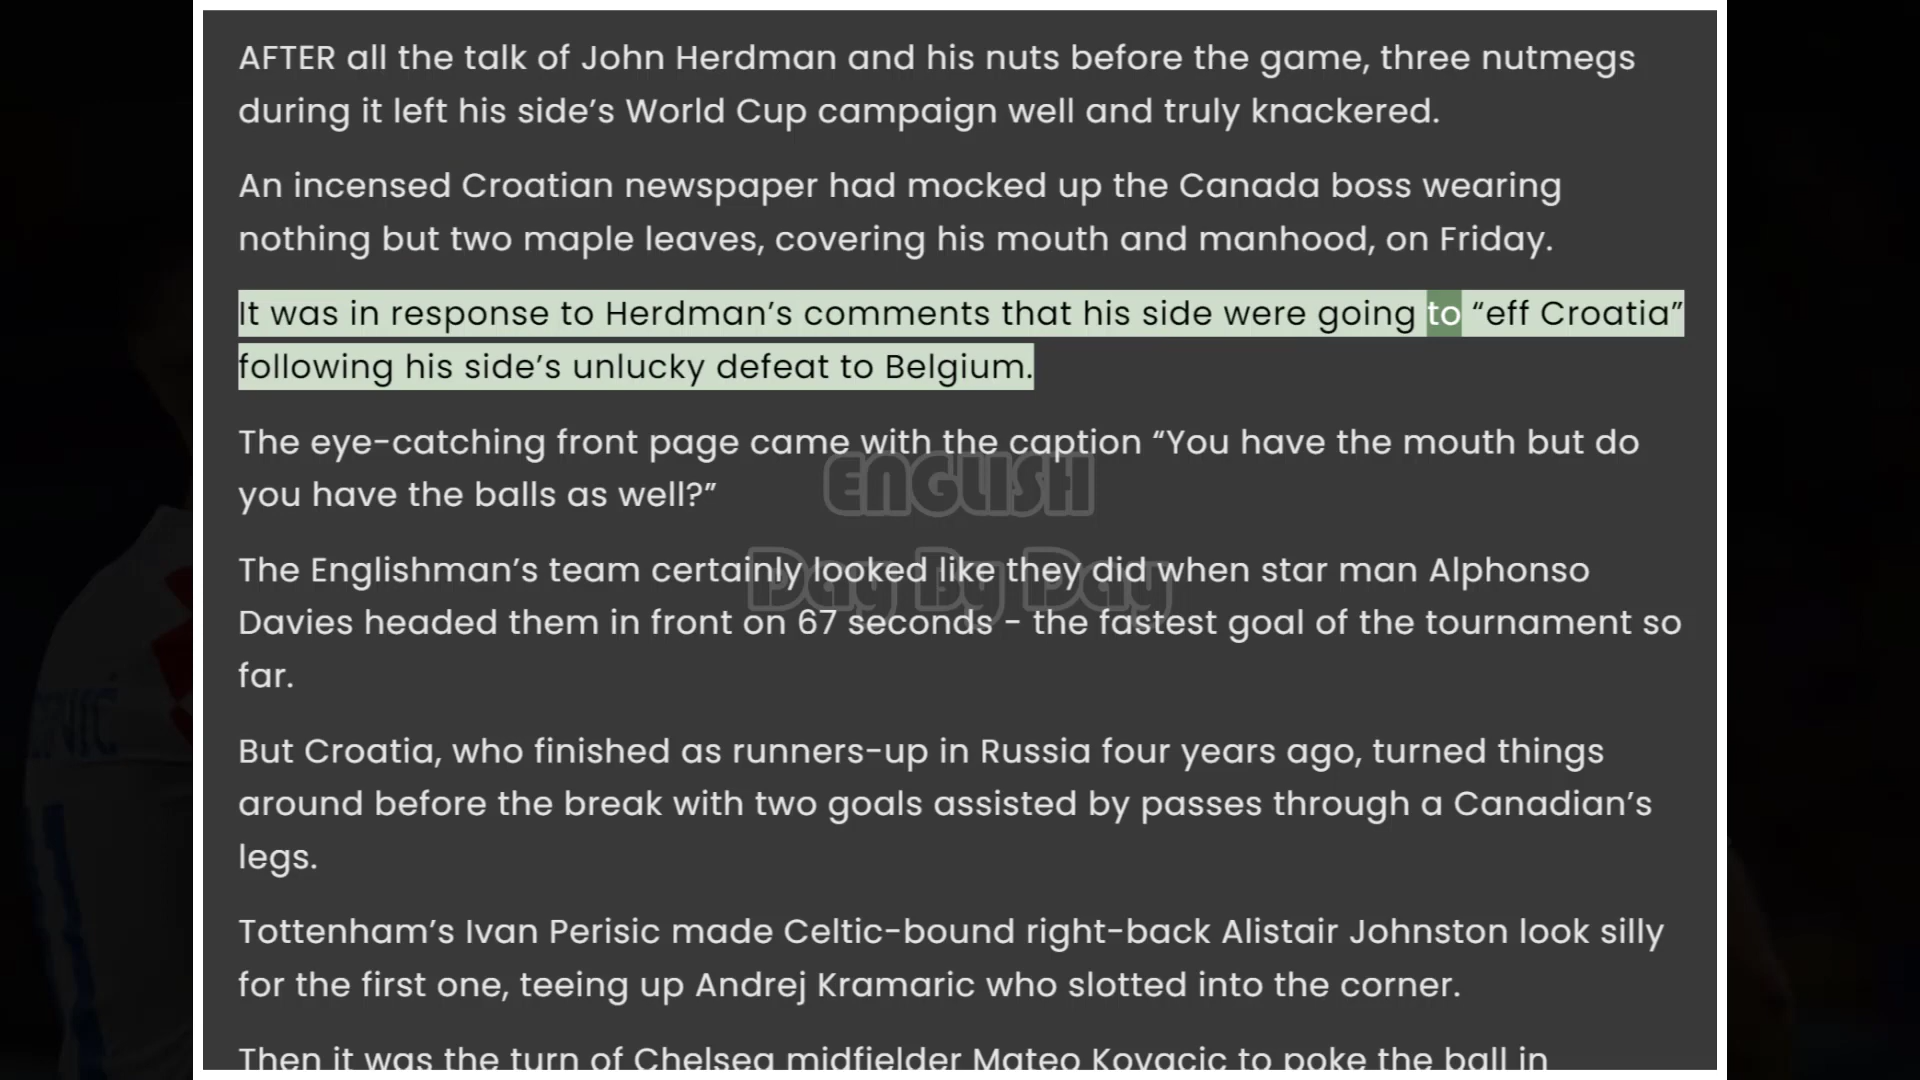 AFTER all the talk of John Herdman and his nuts before the game, three nutmegs
during it left his side’s World Cup campaign well and truly knackered.
An incensed Croatian newspaper had mocked up the Canada boss wearing
nothing but two maple leaves, covering his mouth and manhood, on Friday.
It was in response to Herdman’s comments that his side were going to “eff Croatia”
following his side’s unlucky defeat to Belgium.
The eye-catching front page came with the caption “You have the mouth but do
you have the balls as well?”
ENGLISH
Day By Day
The Englishman’s team certainly looked like they did when star man Alphonso
Davies headed them in front on 67 seconds – the fastest goal of the tournament so
far.
But Croatia, who finished as runners-up in Russia four years ago, turned things
around before the break with two goals assisted by passes through a Canadian’s
legs.
Tottenham’s Ivan Perisic made Celtic-bound right-back Alistair Johnston look silly
for the first one, teeing up Andrej Kramaric who slotted into the corner.
Then it was the turn of Chelsea midfielder Mateo Kovacic to poke the ball in